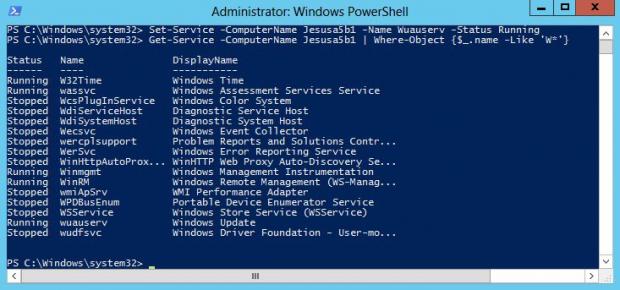 Administrator: Windows PowerShell
PS C:\Windows\system32> Set-Service -ComputerName Jesusa5b1 -Name Wuauserv -Status Running
PS C:\Windows\system32> Get-Service -ComputerName Jesusa5b1 | Where-Object {$_.name -Like 'W*'}
Status Name DisplayName
------ ---- -----------
Running W32Time Windows Time
Running wassvc Windows Assessment Services Service
Stopped WcsPlugInService Windows Color System
Stopped WdiServiceHost Diagnostic Service Host
Stopped WdiSystemHost Diagnostic System Host
Stopped Wecsvc Windows Event Collector
Stopped wercplsupport Problem Reports and Solutions Contr...
Stopped WerSvc Windows Error Reporting Service
Stopped WinHttpAutoProx... WinHTTP Web Proxy Auto-Discovery Se...
Running Winmgmt Windows Management Instrumentation
Running WinRM Windows Remote Management (WS-Manag...
Stopped wmiApSrv WMI Performance Adapter
Stopped WPDBusEnum Portable Device Enumerator Service
Stopped WSService Windows Store Service (WSService)
Running wuauserv Windows Update
Stopped wudfsvc Windows Driver Foundation - User-mo...
PS C:\Windows\system32> _